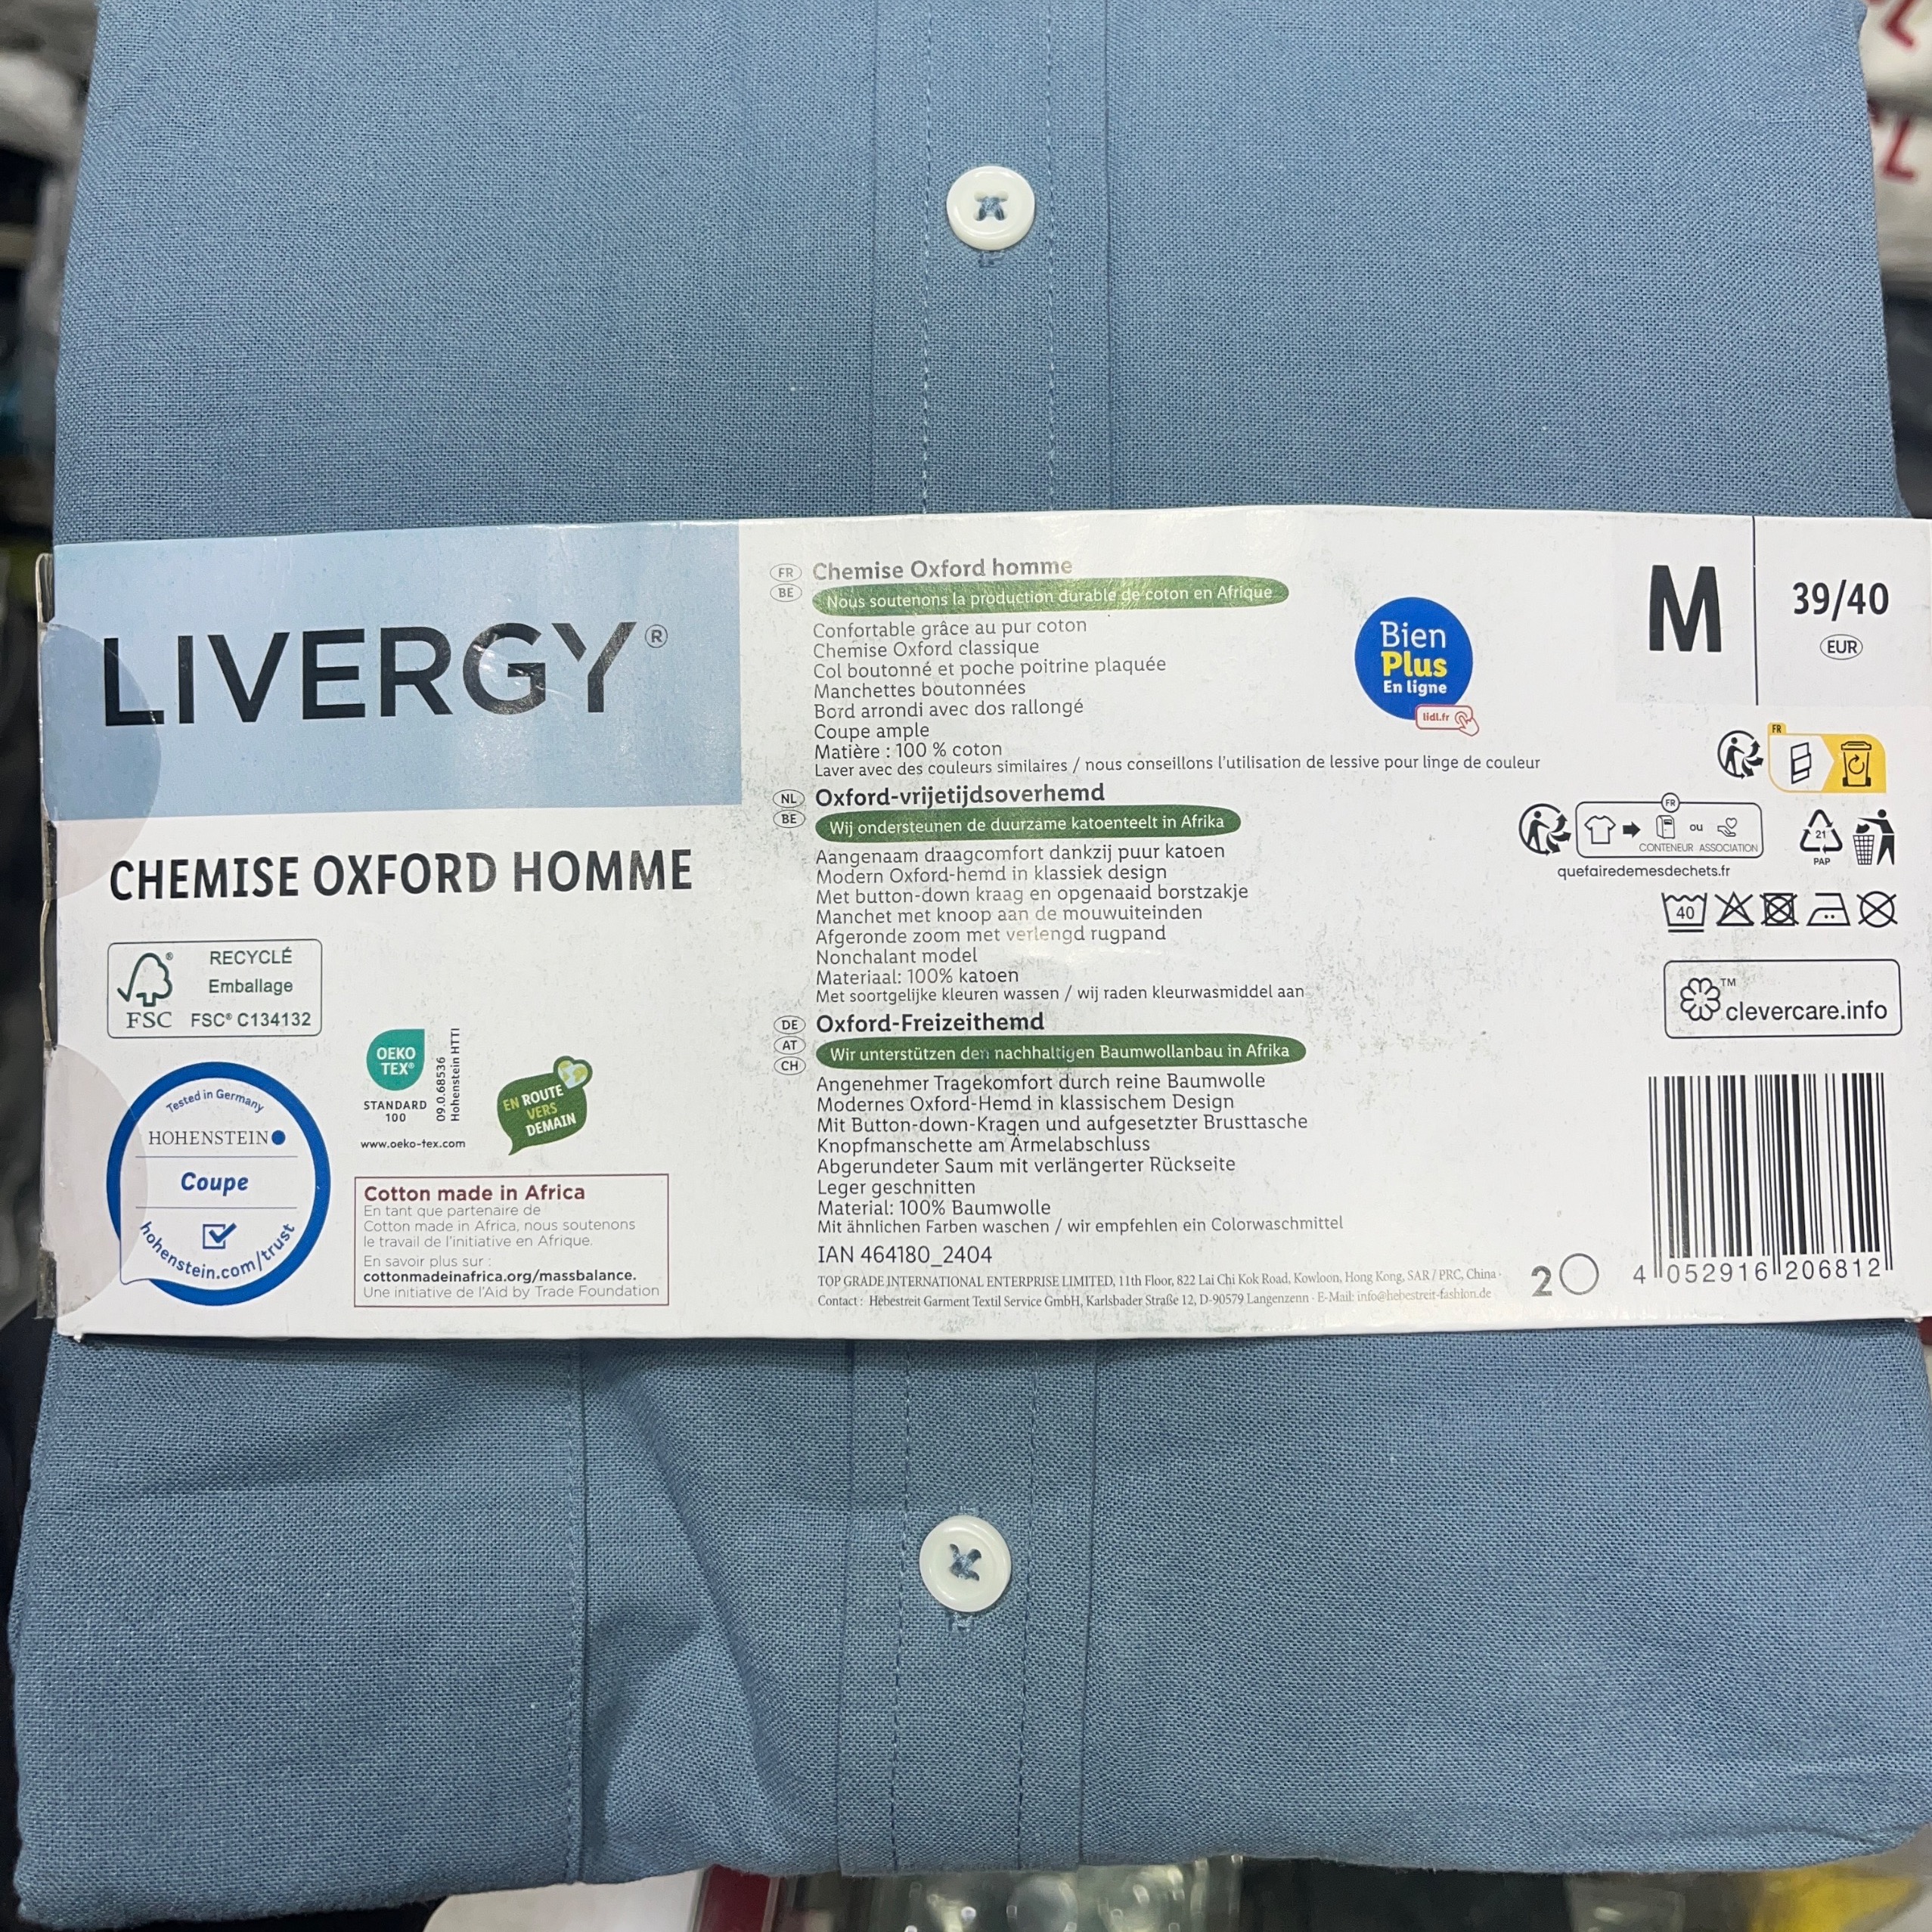 LIVERGY®
CHEMISE OXFORD HOMME
RECYCLÉ
Emballage
FSC
FSC® C134132
Tested in Germany
HOHENSTEIN
Coupe
hohenstein.com/trust
OEKO
TEX®
STANDARD
100
09.0.68536
Hohenstein HTTI
www.oeko-tex.com
EN ROUTE
VERS
DEMAIN
Cotton made in Africa
En tant que partenaire de
Cotton made in Africa, nous soutenons
le travail de l'initiative en Afrique.
En savoir plus sur :
cottonmadeinafrica.org/massbalance.
Une initiative de l'Aid by Trade Foundation
FR
BE
Chemise Oxford homme
Nous soutenons la production durable de coton en Afrique
Confortable grâce au pur coton
Chemise Oxford classique
Col boutonné et poche poitrine plaquée
Manchettes boutonnées
Bord arrondi avec dos rallongé
Coupe ample
Matière : 100 % coton
Laver avec des couleurs similaires / nous conseillons l'utilisation de lessive pour linge de couleur
NL
BE
Oxford-vrijetijdsoverhemd
Wij ondersteunen de duurzame katoenteelt in Afrika
Aangenaam draagcomfort dankzij puur katoen
Modern Oxford-hemd in klassiek design
Met button-down kraag en opgenaaid borstzakje
Manchet met knoop aan de mouwuiteinden
Afgeronde zoom met verlengd rugpand
Nonchalant model
Materiaal: 100% katoen
Met soortgelijke kleuren wassen / wij raden kleurwasmiddel aan
DE
AT
CH
Oxford-Freizeithemd
Wir unterstützen den nachhaltigen Baumwollanbau in Afrika
Angenehmer Tragekomfort durch reine Baumwolle
Modernes Oxford-Hemd in klassischem Design
Mit Button-down-Kragen und aufgesetzter Brusttasche
Knopfmanschette am Ärmelabschluss
Abgerundeter Saum mit verlängerter Rückseite
Leger geschnitten
Material: 100% Baumwolle
Mit ähnlichen Farben waschen / wir empfehlen ein Colorwaschmittel
IAN 464180_2404
TOP GRADE INTERNATIONAL ENTERPRISE LIMITED, 11th Floor, 822 Lai Chi Kok Road, Kowloon, Hong Kong, SAR / PRC, China ·
Contact : Hebestreit Garment Textil Service GmbH, Karlsbader Straße 12, D-90579 Langenzenn · E-Mail: info@hebestreit-fashion.de
Bien
Plus
En ligne
lidl.fr
M
39/40
EUR
FR
FR
ou
CONTENEUR ASSOCIATION
quefairedemesdechets.fr
21
PAP
40
clevercare.info™
2
4 052916 206812